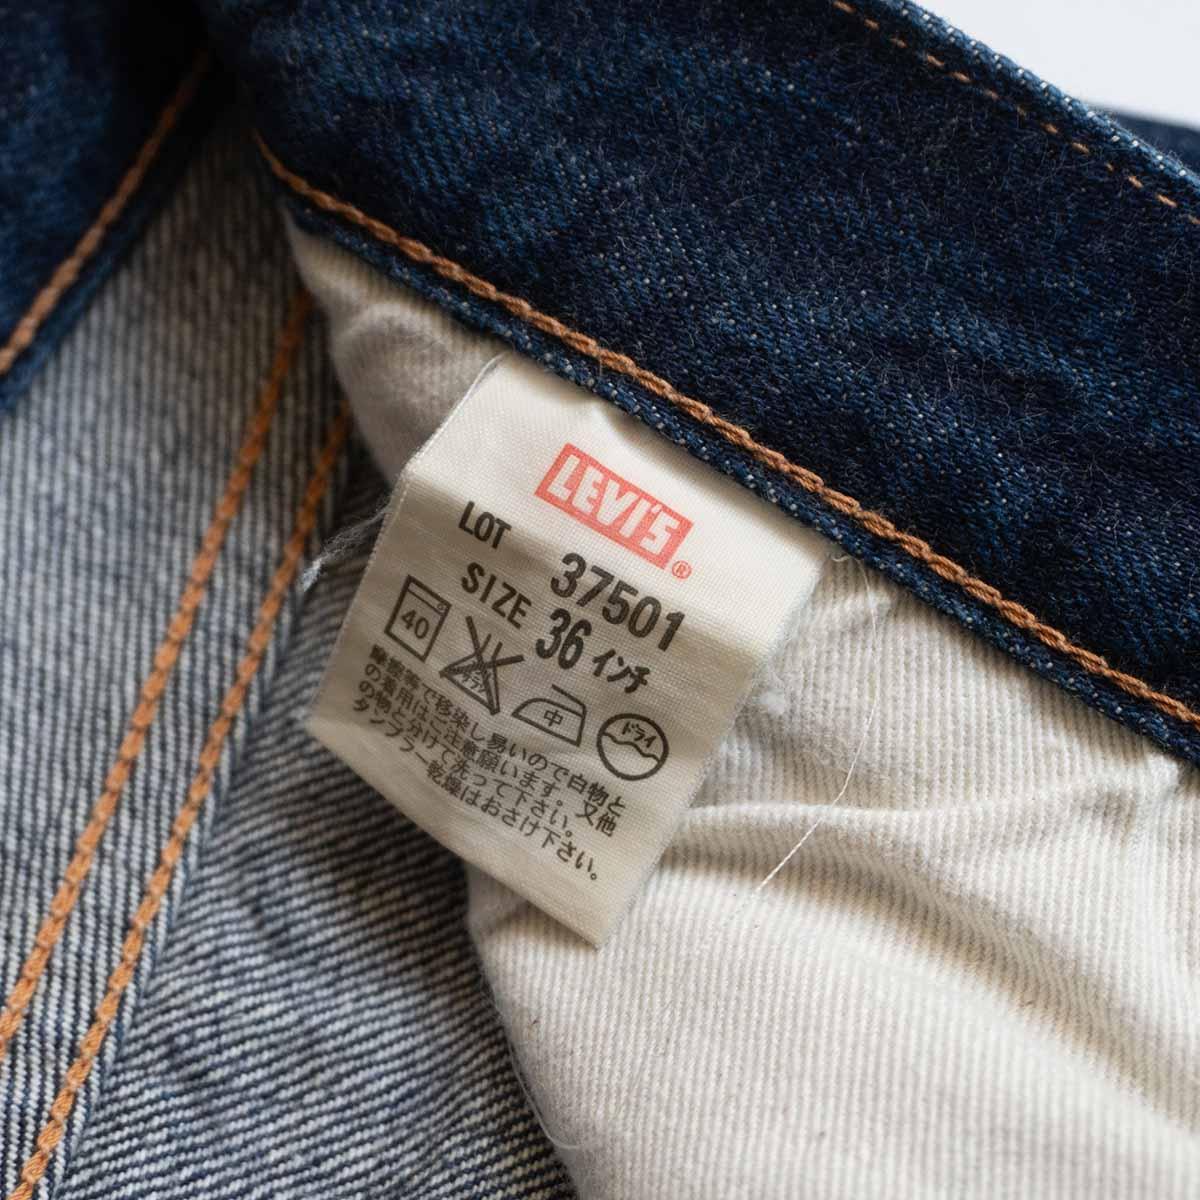 LEVI'S®
LOT 37501
SIZE 36 インチ
40 中 ドライ
摩擦等で移染し易いので白物と
の着用はご注意願います。又他
の物と分けて洗って下さい。
タンブラー乾燥はおさけ下さい。